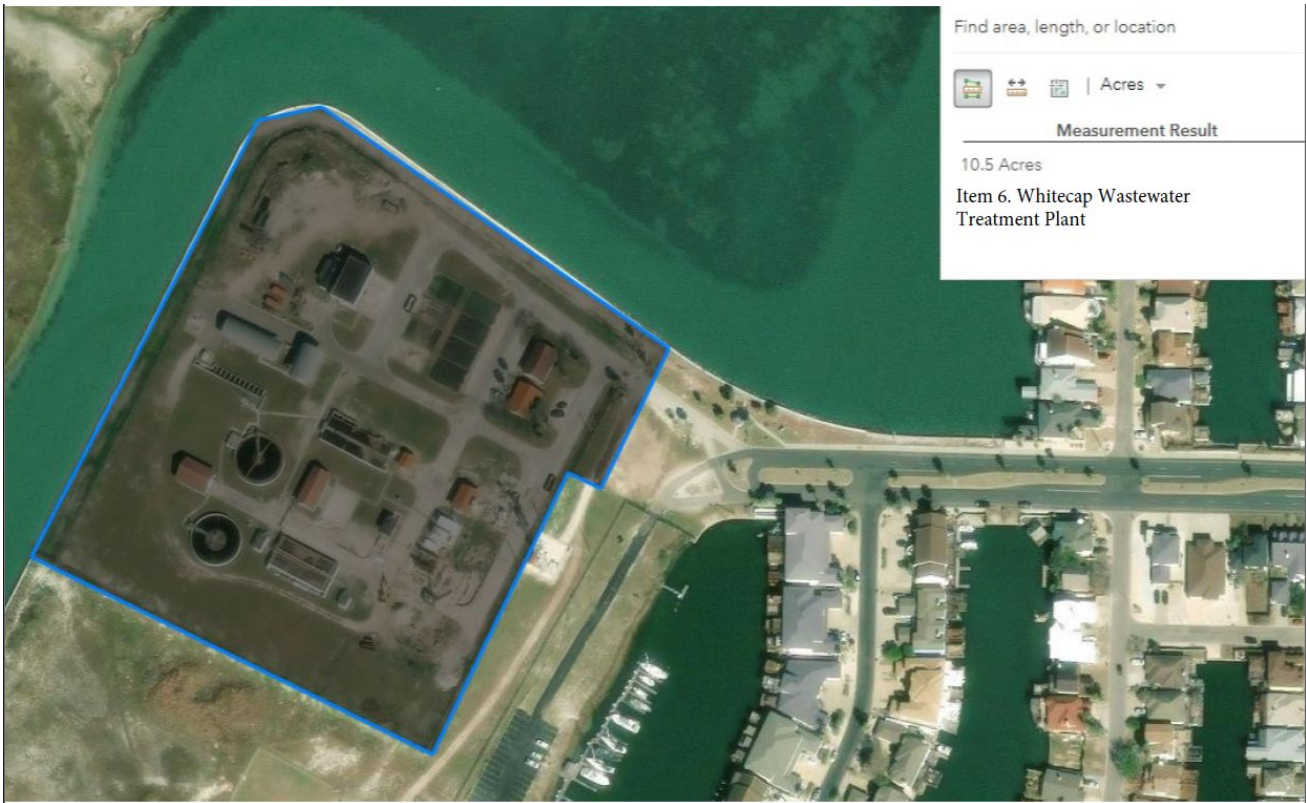 Find area, length, or location
| Acres
Measurement Result
10.5 Acres
Item 6. Whitecap Wastewater
Treatment Plant